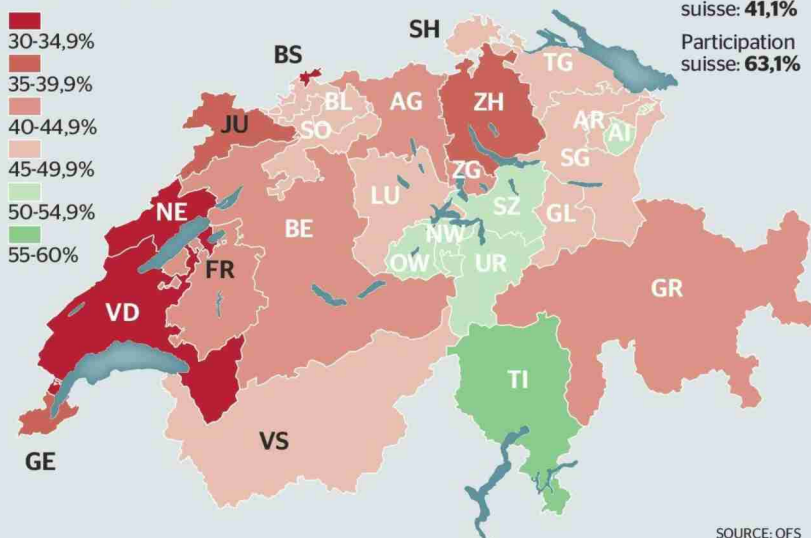 30-34,9%
35-39,9%
40-44,9%
45-49,9%
50-54,9%
55-60%
suisse: 41,1%
Participation
suisse: 63,1%
SH
BS
TG
BL
AG
ZH
JU
SO
AR
AI
SG
ZG
LU
SZ
NE
BE
NW
GL
OW
UR
FR
GR
VD
TI
VS
GE
SOURCE: OFS